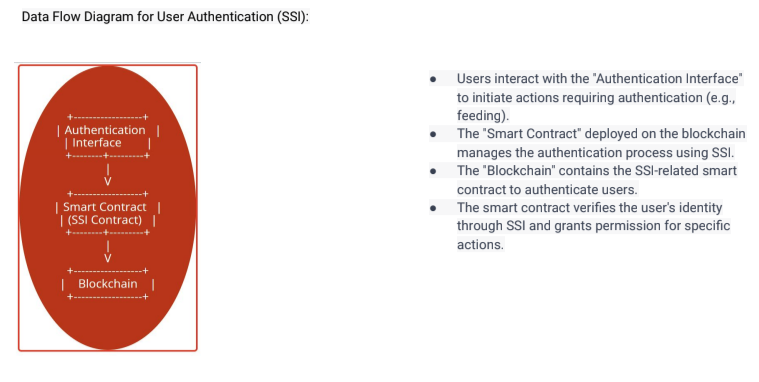 Data Flow Diagram for User Authentication (SSI):
+------------------+
| Authentication |
| Interface |
+--------+---------+
|
V
+------------------+
| Smart Contract |
| (SSI Contract) |
+--------+---------+
|
V
+------------------+
| Blockchain |
+------------------+
● Users interact with the "Authentication Interface"
to initiate actions requiring authentication (e.g.,
feeding).
● The "Smart Contract" deployed on the blockchain
manages the authentication process using SSI.
● The "Blockchain" contains the SSI-related smart
contract to authenticate users.
● The smart contract verifies the user's identity
through SSI and grants permission for specific
actions.